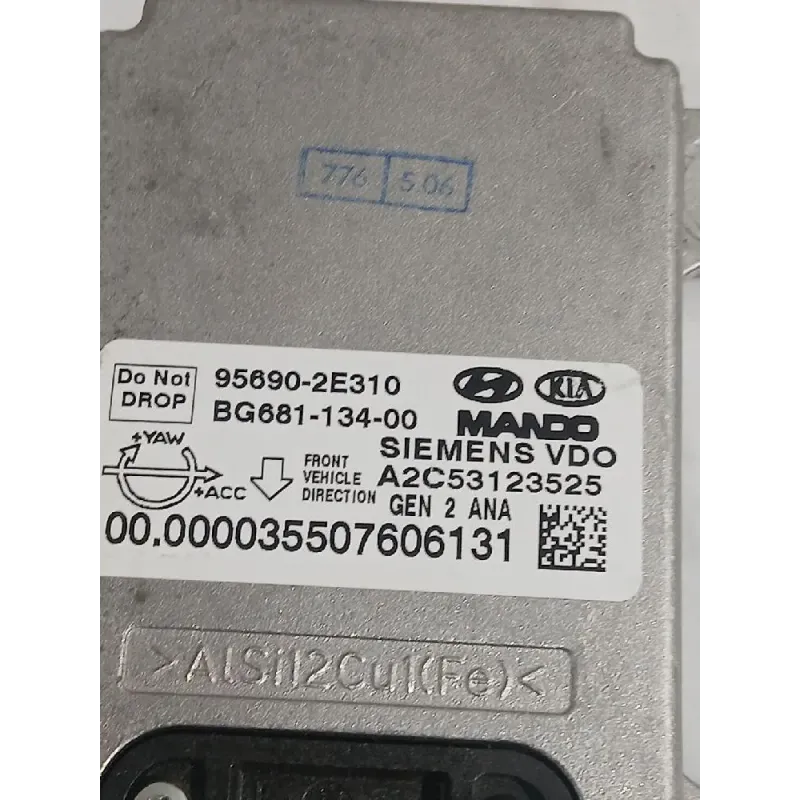 776 5.06
Do Not
DROP
95690-2E310
BG681-134-00
KIA
MANDO
SIEMENS VDO
+YAW
+ACC
FRONT
VEHICLE
DIRECTION
A2C53123525
GEN 2 ANA
00.000035507606131
>AlSi12Cu1(Fe)<